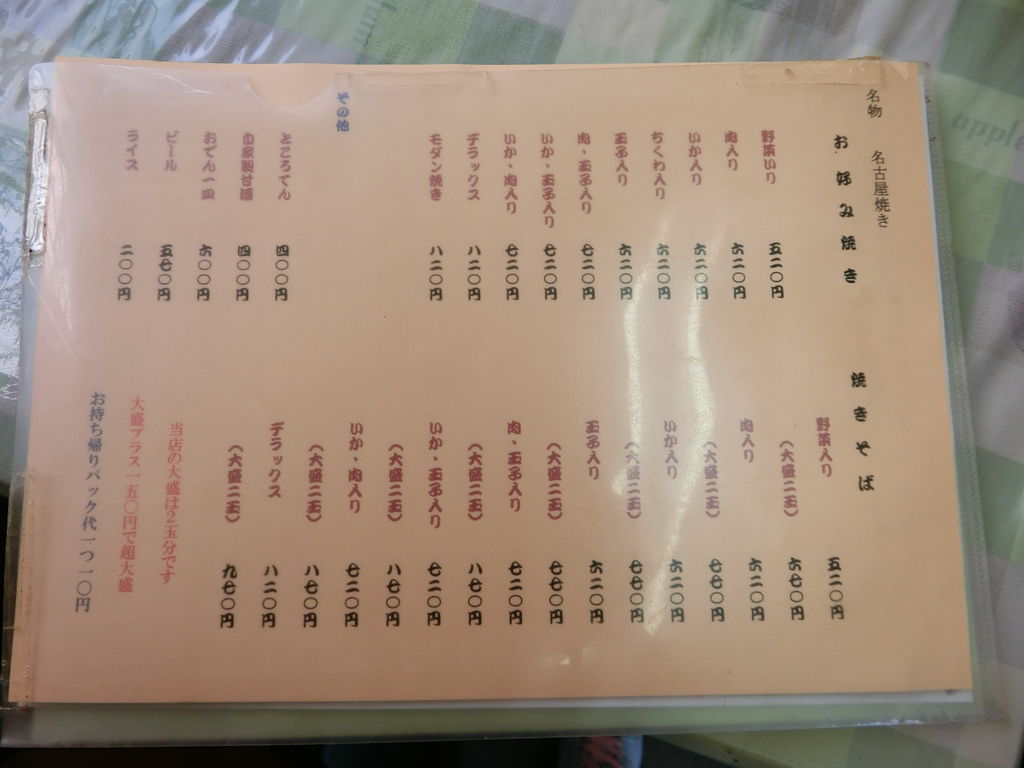 名物 名古屋焼き
お好み焼き
野菜いり 五二〇円
肉入り 六二〇円
いか入り 六二〇円
ちくわ入り 六二〇円
玉子入り 六二〇円
肉・玉子入り 七二〇円
いか・玉子入り 七二〇円
いか・肉入り 七二〇円
デラックス 八二〇円
モダン焼き 八二〇円
その他
ところてん 四〇〇円
自家製甘酒 四〇〇円
おでん一皿 六〇〇円
ビール 五七〇円
ライス 二〇〇円
焼きそば
野菜入り 五二〇円
(大盛二玉) 六七〇円
肉入り 六二〇円
(大盛二玉) 七七〇円
いか入り 六二〇円
(大盛二玉) 七七〇円
玉子入り 六二〇円
(大盛二玉) 七七〇円
肉・玉子入り 七二〇円
(大盛二玉) 八七〇円
いか・玉子入り 七二〇円
(大盛二玉) 八七〇円
いか・肉入り 七二〇円
(大盛二玉) 八七〇円
デラックス 八二〇円
(大盛二玉) 九七〇円
当店の大盛は2玉分です
大盛プラス一五〇円で超大盛
お持ち帰りパック代一つ一〇円
apple